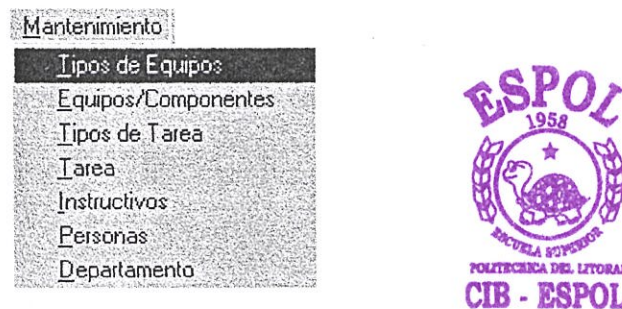 Mantenimiento
Tipos de Equipos
Equipos/Componentes
Tipos de Tarea
Tarea
Instructivos
Personas
Departamento
ESPOL
1958
ESCUELA SUPERIOR
POLITECNICA DEL LITORAL
CIB - ESPOL